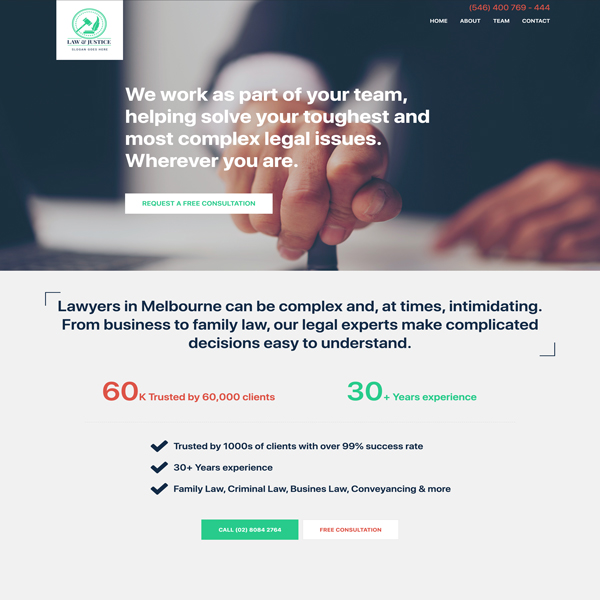 (546) 400 769 - 444
HOME ABOUT TEAM CONTACT
LAW & JUSTICE
SLOGAN GOES HERE
We work as part of your team,
helping solve your toughest and
most complex legal issues.
Wherever you are.
REQUEST A FREE CONSULTATION
Lawyers in Melbourne can be complex and, at times, intimidating.
From business to family law, our legal experts make complicated
decisions easy to understand.
60K Trusted by 60,000 clients
30+ Years experience
Trusted by 1000s of clients with over 99% success rate
30+ Years experience
Family Law, Criminal Law, Busines Law, Conveyancing & more
CALL (02) 8084 2764
FREE CONSULTATION